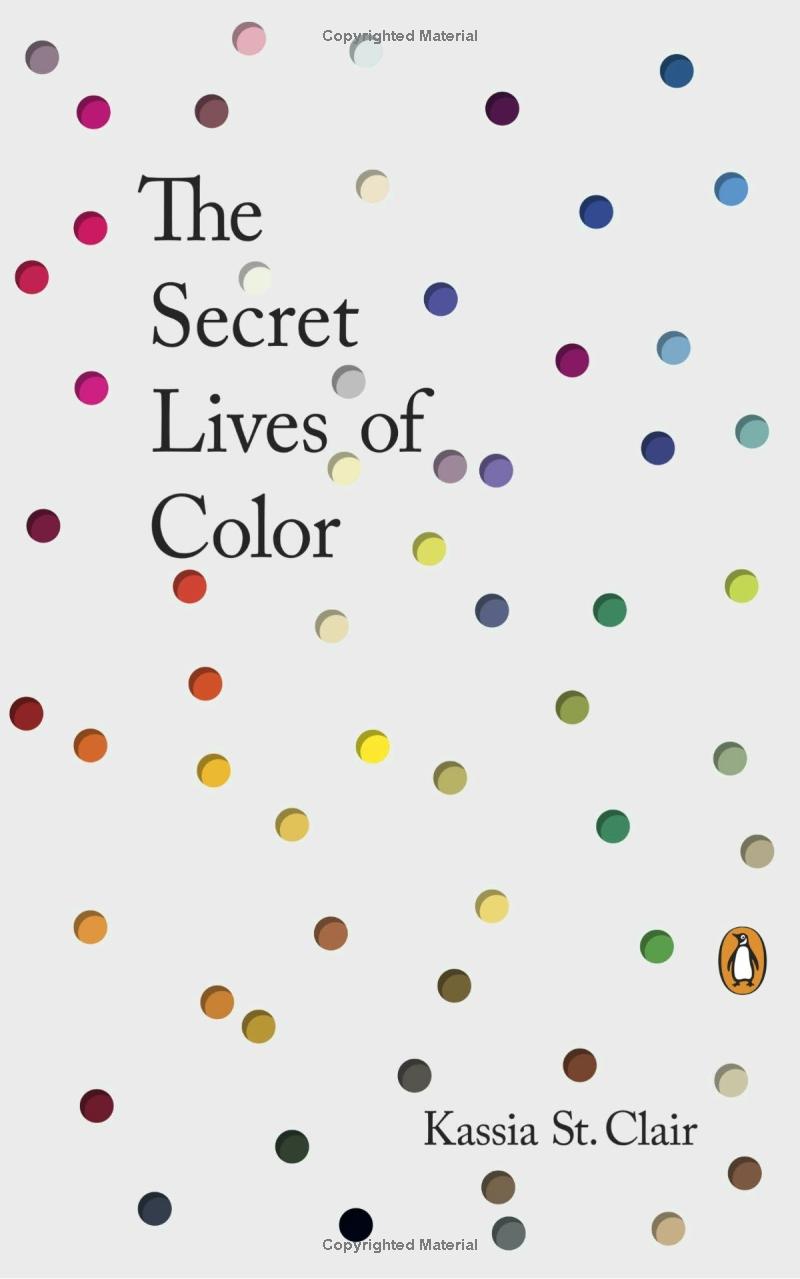 Copyrighted Material
The
Secret
Lives of
Color
Kassia St. Clair
Copyrighted Material